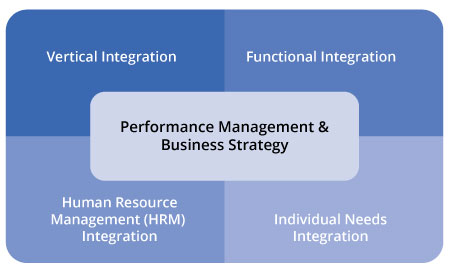 Vertical Integration
Functional Integration
Performance Management &
Business Strategy
Human Resource
Management (HRM)
Integration
Individual Needs
Integration